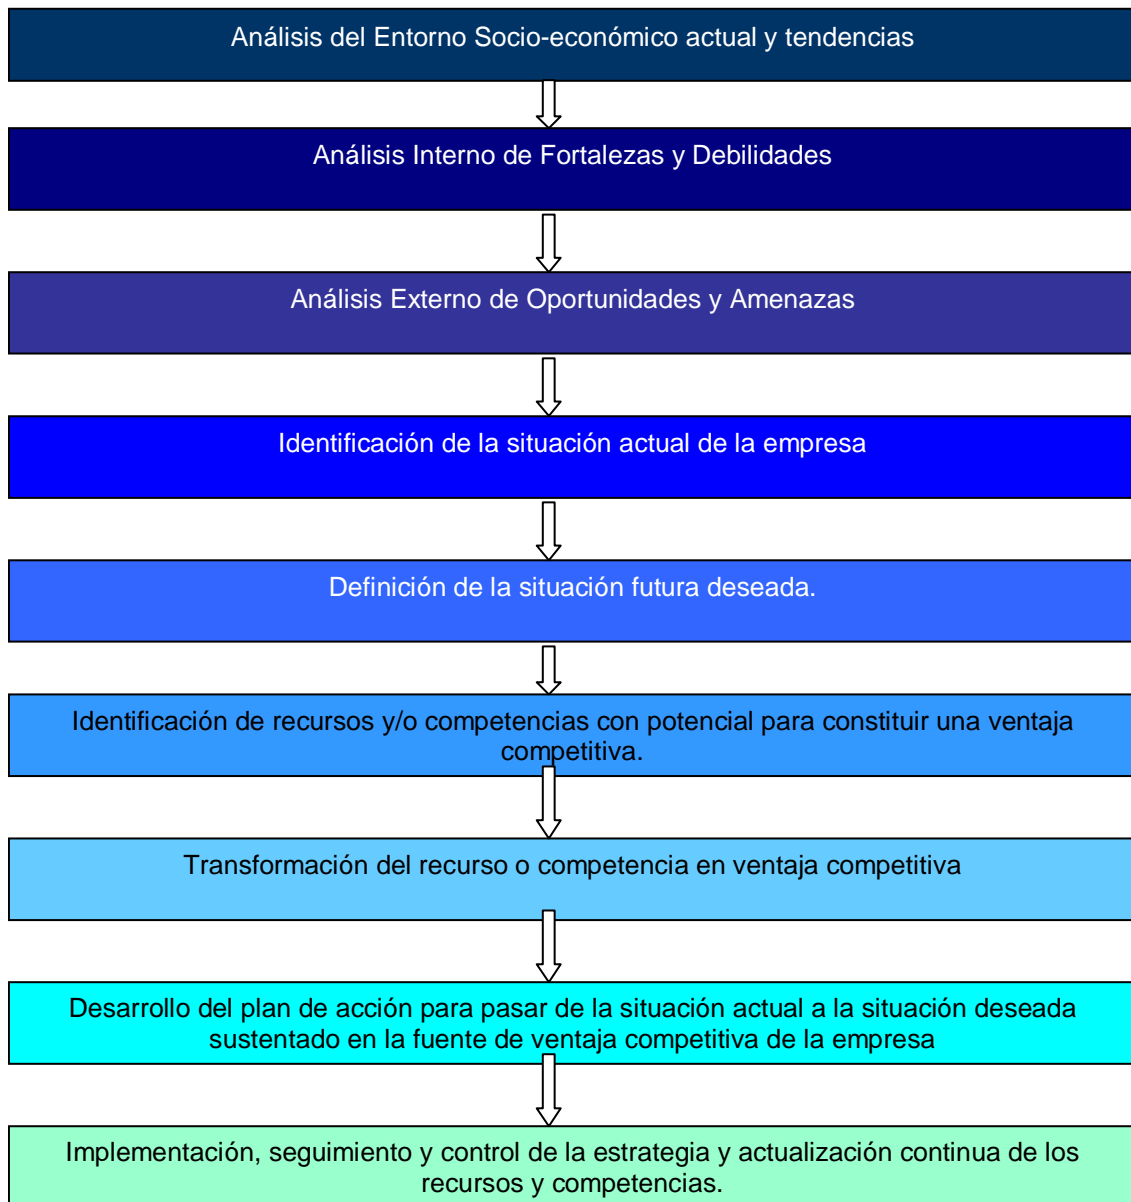 Análisis del Entorno Socio-económico actual y tendencias
Análisis Interno de Fortalezas y Debilidades
Análisis Externo de Oportunidades y Amenazas
Identificación de la situación actual de la empresa
Definición de la situación futura deseada.
Identificación de recursos y/o competencias con potencial para constituir una ventaja
competitiva.
Transformación del recurso o competencia en ventaja competitiva
Desarrollo del plan de acción para pasar de la situación actual a la situación deseada
sustentado en la fuente de ventaja competitiva de la empresa
Implementación, seguimiento y control de la estrategia y actualización continua de los
recursos y competencias.